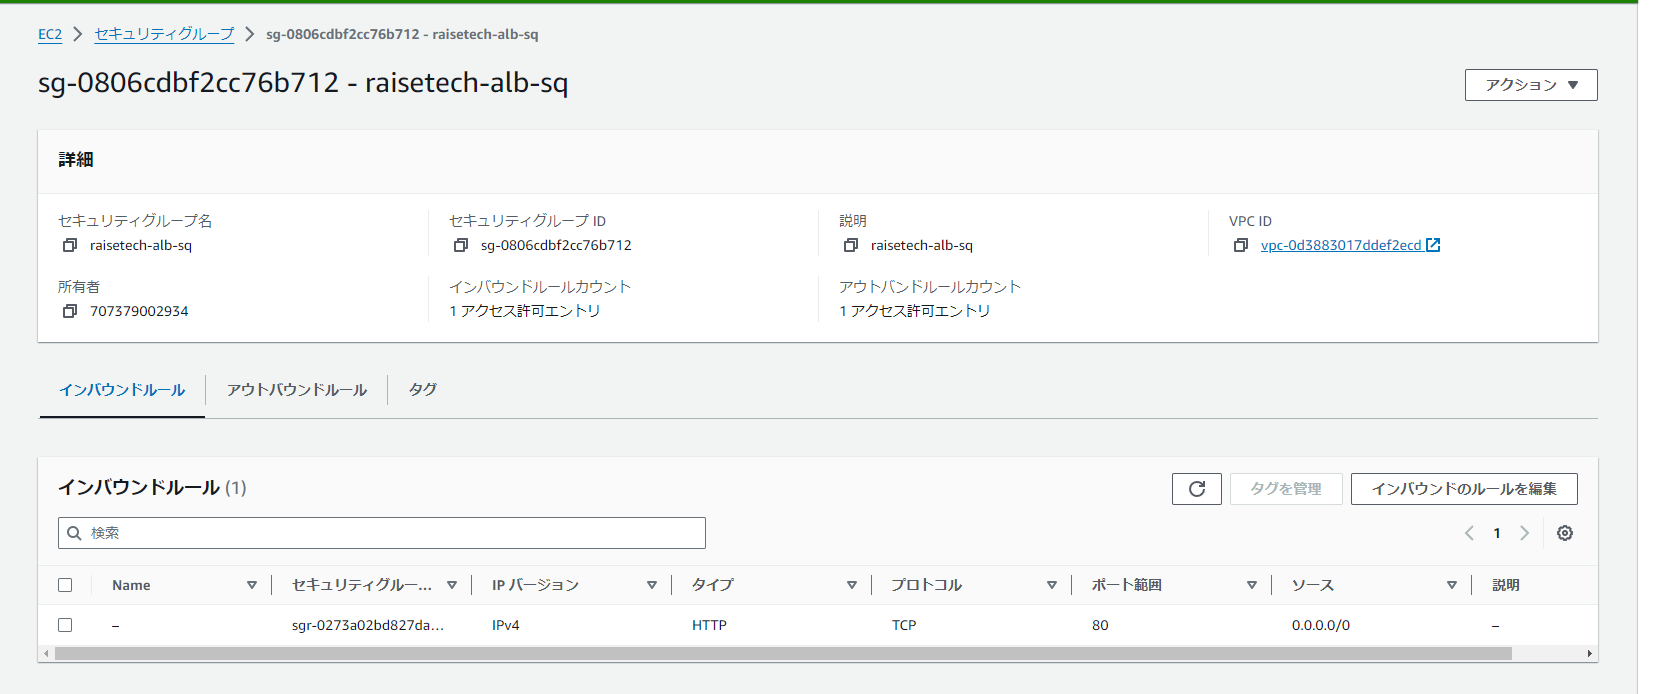 EC2 > セキュリティグループ > sg-0806cdbf2cc76b712 - raisetech-alb-sq
sg-0806cdbf2cc76b712 - raisetech-alb-sq
アクション ▼
詳細
セキュリティグループ名 セキュリティグループ ID 説明 VPC ID
raisetech-alb-sq sg-0806cdbf2cc76b712 raisetech-alb-sq vpc-0d3883017ddef2ecd
所有者 インバウンドルールカウント アウトバンドルールカウント
707379002934 1 アクセス許可エントリ 1 アクセス許可エントリ
インバウンドルール アウトバウンドルール タグ
インバウンドルール (1) タグを管理 インバウンドのルールを編集
検索 1
Name セキュリティグルー... IP バージョン タイプ プロトコル ポート範囲 ソース 説明
– sgr-0273a02bd827da... IPv4 HTTP TCP 80 0.0.0.0/0 –